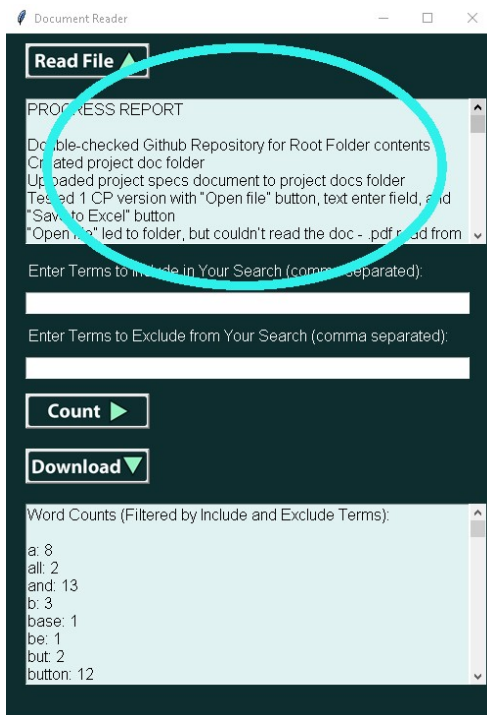 Document Reader
Read File
PROGRESS REPORT
Double-checked Github Repository for Root Folder contents
Created project doc folder
Uploaded project specs document to project docs folder
Tested 1 CP version with "Open file" button, text enter field, and
"Save to Excel" button
"Open file" led to folder, but couldn't read the doc - .pdf read from
Enter Terms to Include in Your Search (comma separated):
Enter Terms to Exclude from Your Search (comma separated):
Count
Download
Word Counts (Filtered by Include and Exclude Terms):
a: 8
all: 2
and: 13
b: 3
base: 1
be: 1
but: 2
button: 12